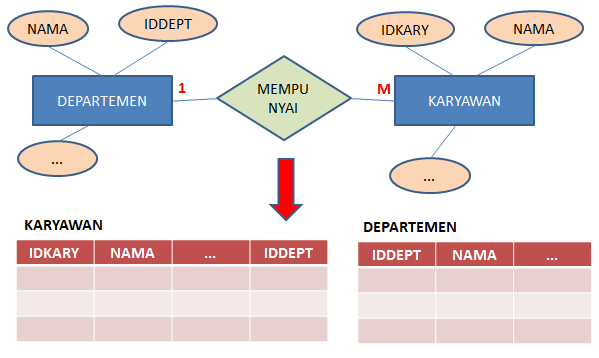 NAMA
IDDEPT
IDKARY
NAMA
DEPARTEMEN
1
MEMPU
NYAI
M
KARYAWAN
...
...
KARYAWAN
IDKARY NAMA ... IDDEPT
DEPARTEMEN
IDDEPT NAMA ...